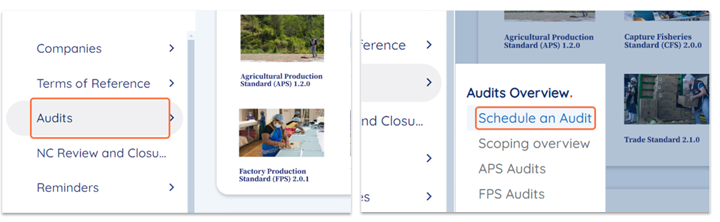 Companies
Terms of Reference
Audits
NC Review and Closu...
Reminders
Agricultural Production
Standard (APS) 1.2.0
Factory Production
Standard (FPS) 2.0.1
ference
nd Closu...
es
Audits Overview.
Schedule an Audit
Scoping overview
APS Audits
FPS Audits
Agricultural Production
Standard (APS) 1.2.0
Capture Fisheries
Standard (CFS) 2.0.0
Trade Standard 2.1.0